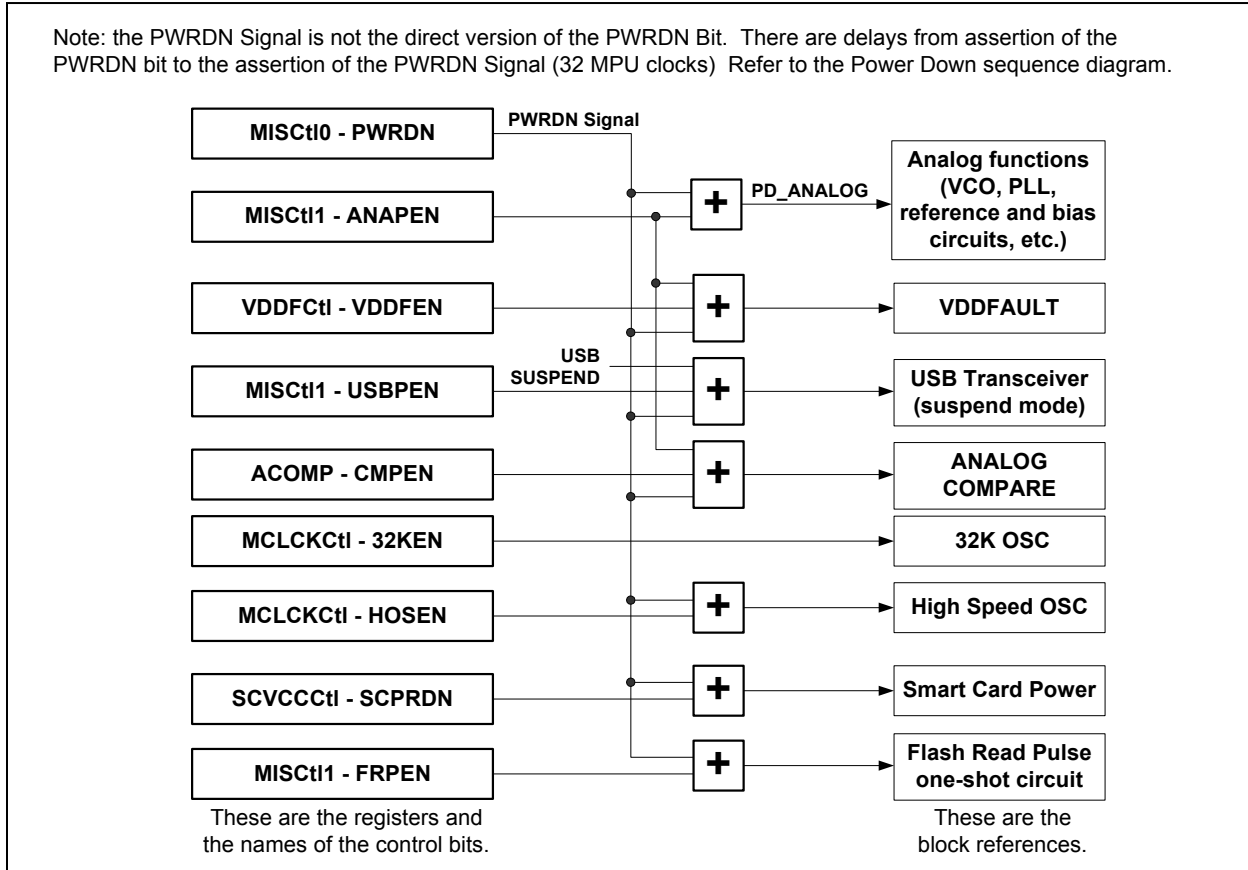 Note: the PWRDN Signal is not the direct version of the PWRDN Bit.  There are delays from assertion of the
PWRDN bit to the assertion of the PWRDN Signal (32 MPU clocks)  Refer to the Power Down sequence diagram.
MISCtl0 - PWRDN
PWRDN Signal
MISCtl1 - ANAPEN
+
PD_ANALOG
Analog functions
(VCO, PLL,
reference and bias
circuits, etc.)
VDDFCtl - VDDFEN
+
VDDFAULT
MISCtl1 - USBPEN
USB
SUSPEND
+
USB Transceiver
(suspend mode)
ACOMP - CMPEN
+
ANALOG
COMPARE
MCLCKCtl - 32KEN
32K OSC
MCLCKCtl - HOSEN
+
High Speed OSC
SCVCCCtl - SCPRDN
+
Smart Card Power
MISCtl1 - FRPEN
+
Flash Read Pulse
one-shot circuit
These are the registers and
the names of the control bits.
These are the
block references.